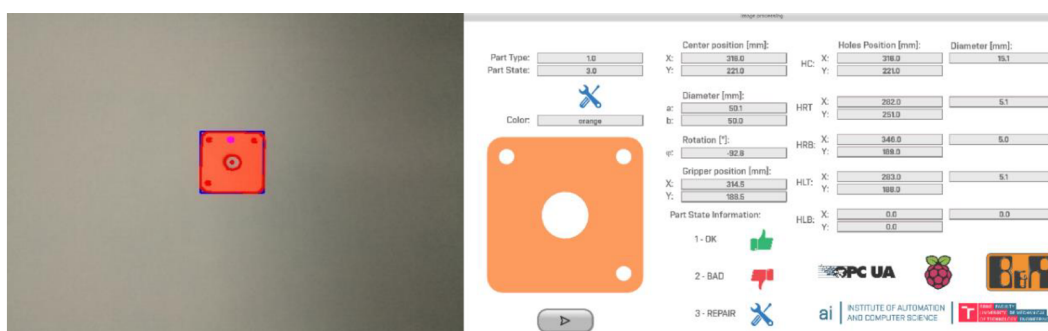 Image processing
Part Type: 1.0
Part State: 3.0
Color: orange
Center position [mm]:
X: 316.0
Y: 221.0
Diameter [mm]:
a: 50.1
b: 50.0
Rotation [°]:
φ: -92.8
Gripper position [mm]:
X: 314.5
Y: 188.5
Part State Information:
1 - OK
2 - BAD
3 - REPAIR
Holes Position [mm]: Diameter [mm]:
HC: X: 316.0 15.1
Y: 221.0
HRT X: 282.0 5.1
Y: 251.0
HRB: X: 346.0 5.0
Y: 189.0
HLT: X: 283.0 5.1
Y: 188.0
HLB: X: 0.0 0.0
Y: 0.0
OPC UA
B&R
ai INSTITUTE OF AUTOMATION
AND COMPUTER SCIENCE